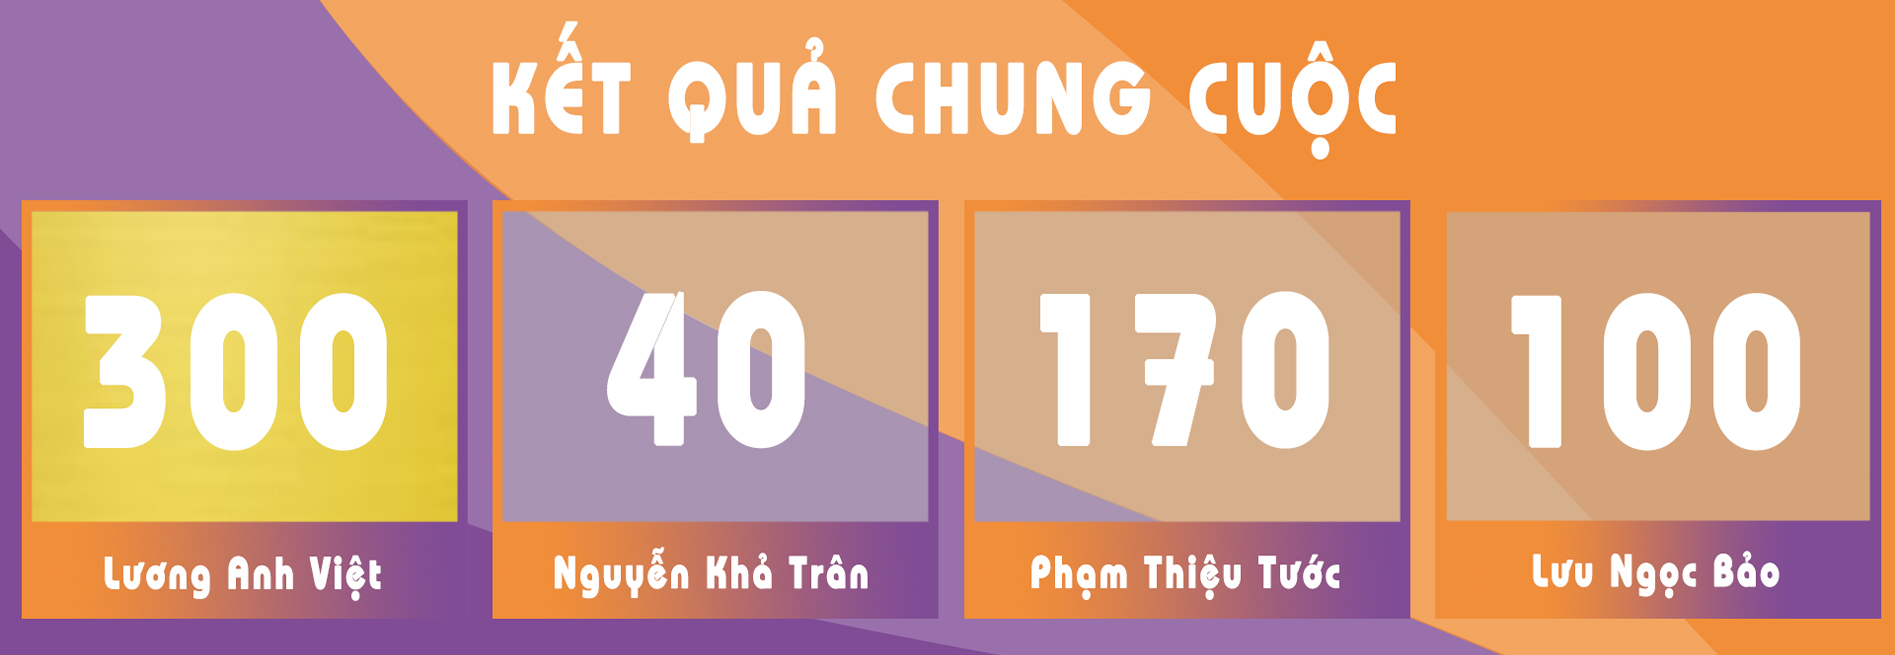 KẾT QUẢ CHUNG CUỘC
300
40
170
100
Lương Anh Việt
Nguyễn Khả Trân
Phạm Thiệu Tước
Lưu Ngọc Bảo